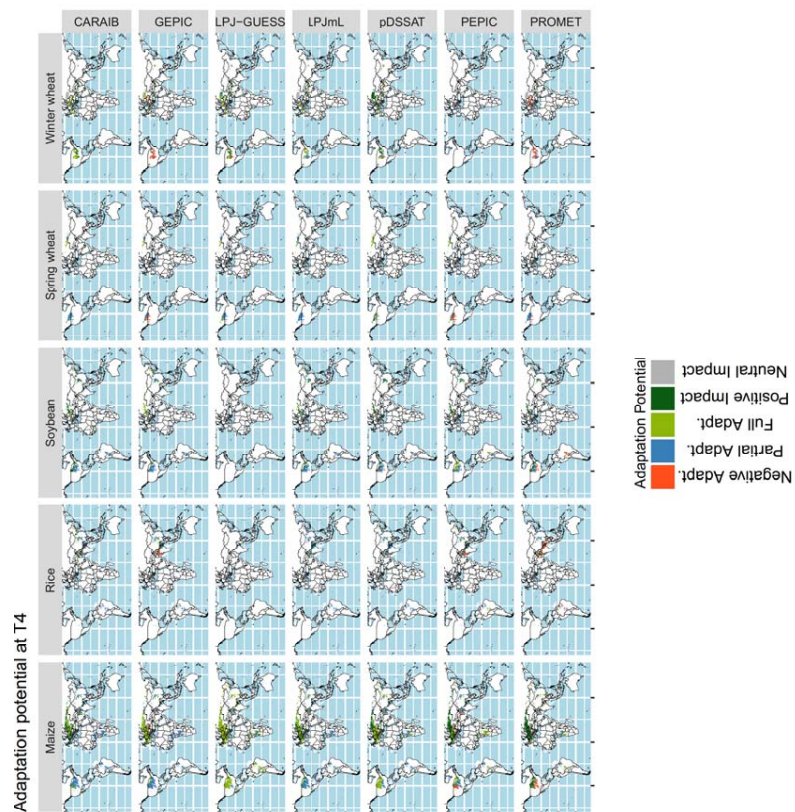 Adaptation potential at T4
Maize
Rice
Soybean
Spring wheat
Winter wheat
CARAIB
GEPIC
LPJ−GUESS
LPJmL
pDSSAT
PEPIC
PROMET
Adaptation Potential
Negative Adapt.
Partial Adapt.
Full Adapt.
Positive Impact
Neutral Impact